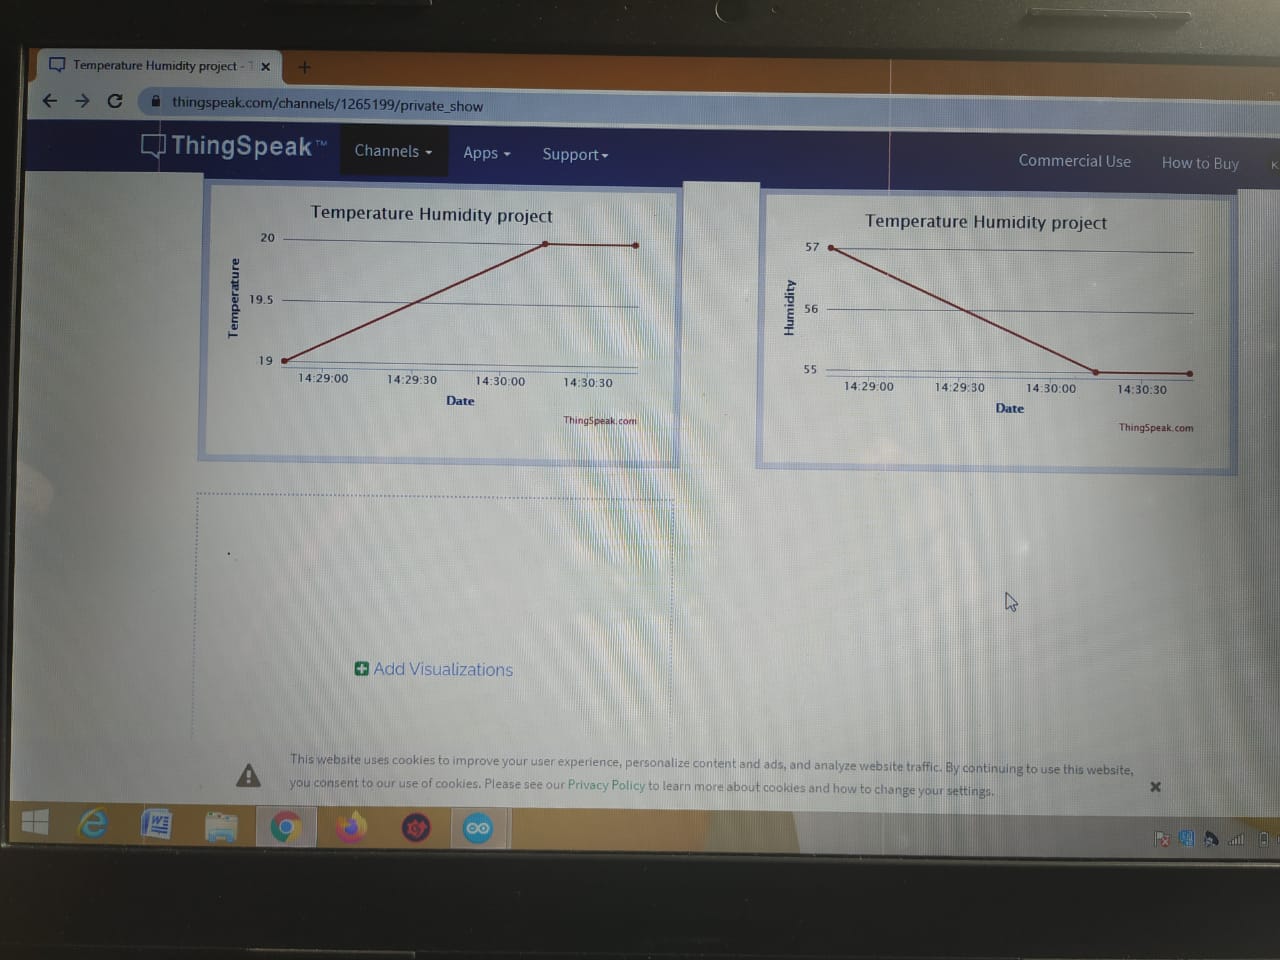 Temperature Humidity project -
thingspeak.com/channels/1265199/private_show
ThingSpeak™ Channels Apps Support Commercial Use How to Buy
Temperature Humidity project
20
19.5
19
Temperature
14:29:00 14:29:30 14:30:00 14:30:30
Date
ThingSpeak.com
Temperature Humidity project
57
56
55
Humidity
14:29:00 14:29:30 14:30:00 14:30:30
Date
ThingSpeak.com
Add Visualizations
This website uses cookies to improve your user experience, personalize content and ads, and analyze website traffic. By continuing to use this website,
you consent to our use of cookies. Please see our Privacy Policy to learn more about cookies and how to change your settings.